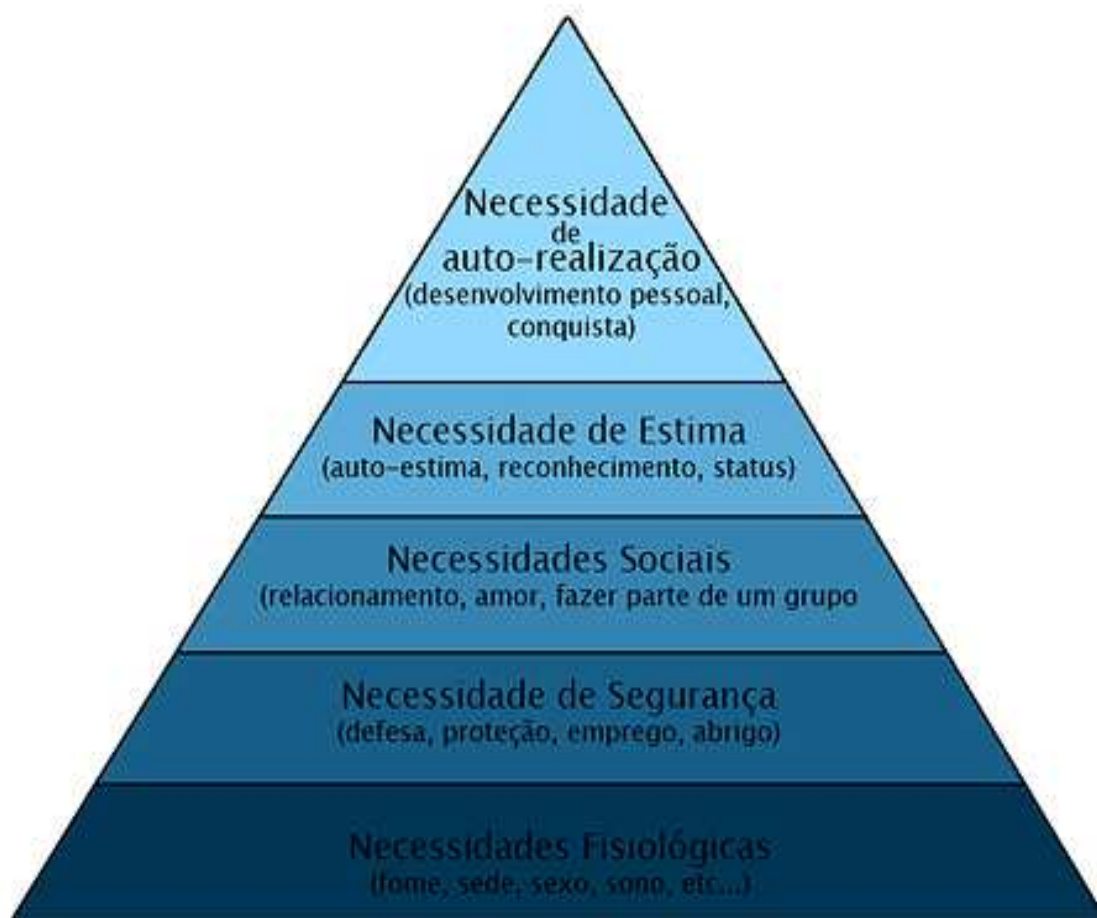 Necessidade
de
auto-realização
(desenvolvimento pessoal,
conquista)
Necessidade de Estima
(auto-estima, reconhecimento, status)
Necessidades Sociais
(relacionamento, amor, fazer parte de um grupo
Necessidade de Segurança
(defesa, proteção, emprego, abrigo)
Necessidades Fisiológicas
(fome, sede, sexo, sono, etc...)